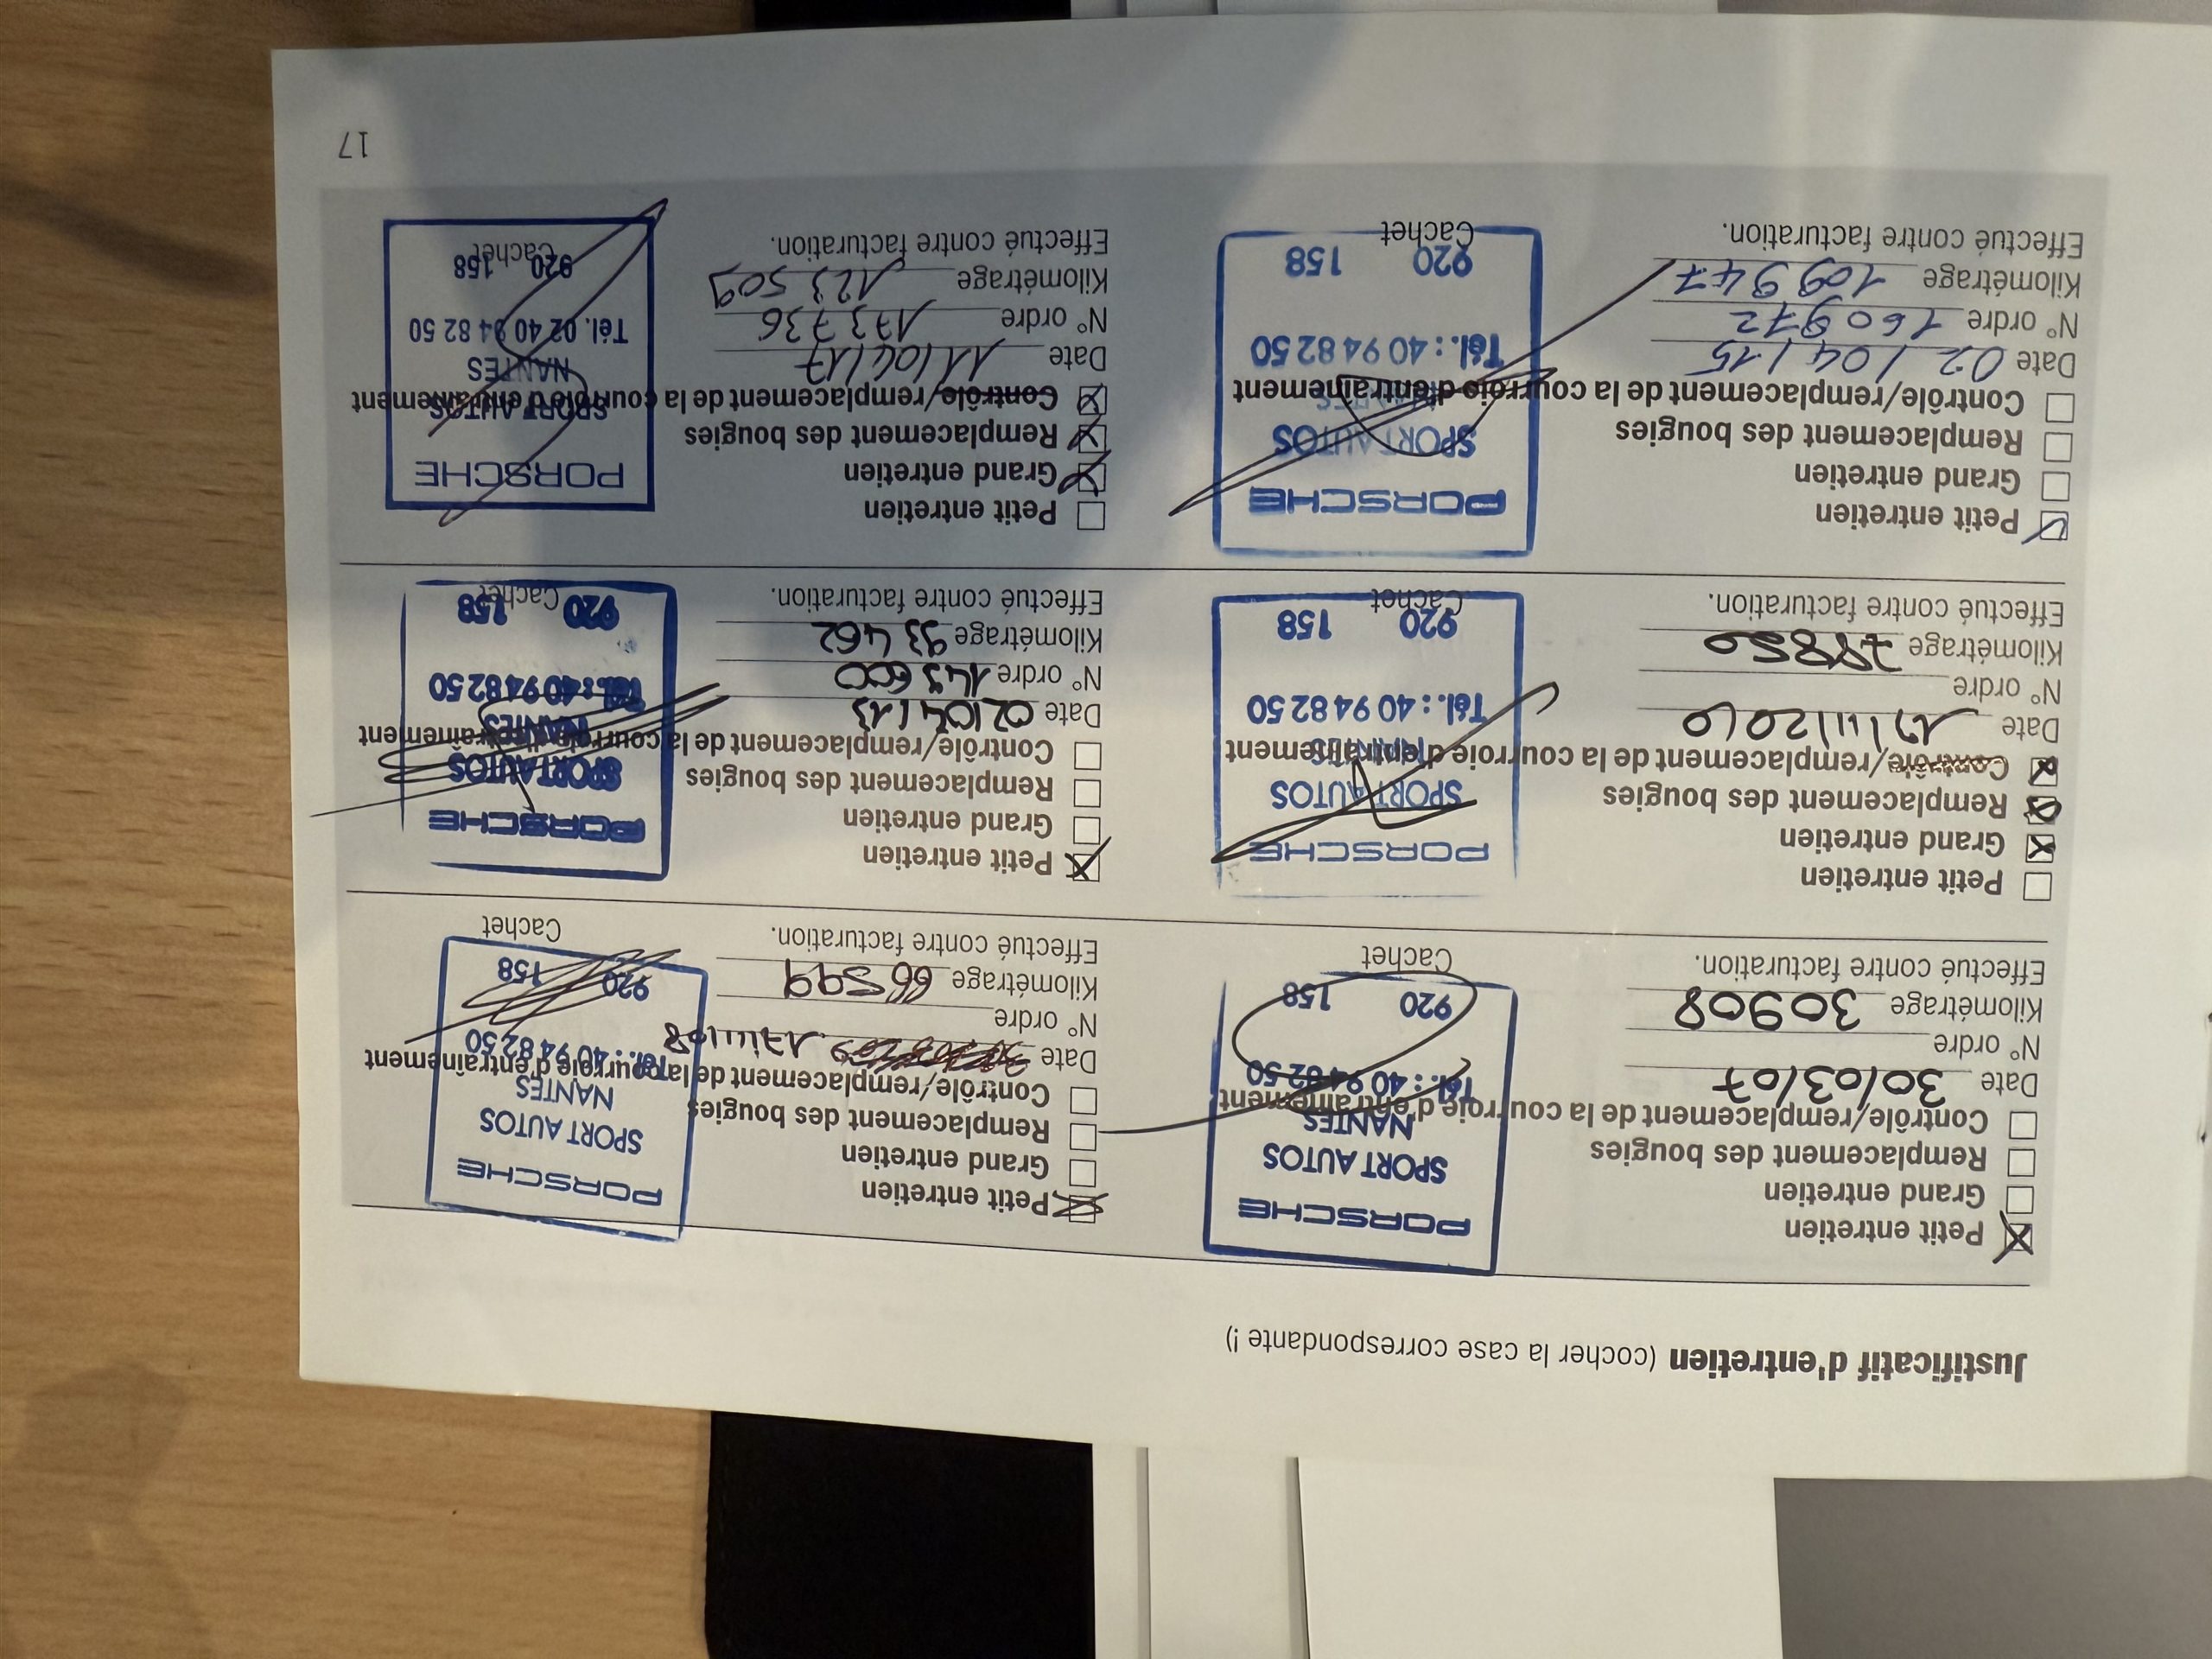 Justificatif d'entretien (cocher la case correspondante !)
Petit entretien
Grand entretien
Remplacement des bougies
Contrôle/remplacement de la courroie d'entraînement
Date 30/03/07
N° ordre
Kilométrage 30908
Effectué contre facturation.
PORSCHE
SPORT AUTOS
NANTES
Tél. : 40 94 82 50
920 158
Cachet
Petit entretien
Grand entretien
Remplacement des bougies
Contrôle/remplacement de la courroie d'entraînement
Date 17/11/08
N° ordre
Kilométrage 66599
Effectué contre facturation.
PORSCHE
SPORT AUTOS
NANTES
Tél. : 40 94 82 50
920 158
Cachet
Petit entretien
Grand entretien
Remplacement des bougies
Contrôle/remplacement de la courroie d'entraînement
Date 17/11/2010
N° ordre
Kilométrage
Effectué contre facturation.
PORSCHE
SPORT AUTOS
NANTES
Tél. : 40 94 82 50
920 158
Cachet
Petit entretien
Grand entretien
Remplacement des bougies
Contrôle/remplacement de la courroie d'entraînement
Date 02/04/13
N° ordre 143600
Kilométrage 93462
Effectué contre facturation.
PORSCHE
SPORT AUTOS
NANTES
Tél. : 40 94 82 50
920 158
Cachet
Petit entretien
Grand entretien
Remplacement des bougies
Contrôle/remplacement de la courroie d'entraînement
Date 02/04/15
N° ordre 160972
Kilométrage 109947
Effectué contre facturation.
PORSCHE
SPORT AUTOS
NANTES
Tél. : 40 94 82 50
920 158
Cachet
Petit entretien
Grand entretien
Remplacement des bougies
Contrôle/remplacement de la courroie d'entraînement
Date 11/04/17
N° ordre 173736
Kilométrage 123509
Effectué contre facturation.
PORSCHE
SPORT AUTOS
NANTES
Tél. 02 40 94 82 50
920 158
Cachet
17